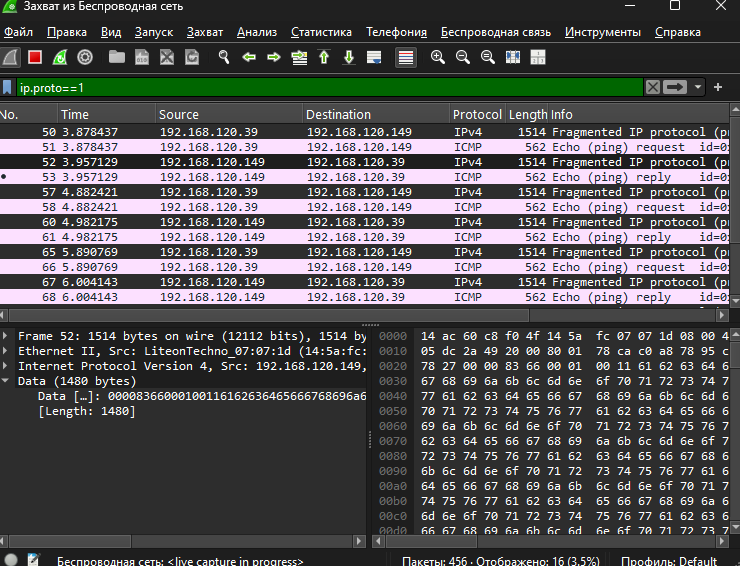 Захват из Беспроводная сеть
Файл Правка Вид Запуск Захват Анализ Статистика Телефония Беспроводная связь Инструменты Справка
ip.proto==1
No. Time Source Destination Protocol Length Info
50 3.878437 192.168.120.39 192.168.120.149 IPv4 1514 Fragmented IP protocol (p
51 3.878437 192.168.120.39 192.168.120.149 ICMP 562 Echo (ping) request id=0
52 3.957129 192.168.120.149 192.168.120.39 IPv4 1514 Fragmented IP protocol (p
53 3.957129 192.168.120.149 192.168.120.39 ICMP 562 Echo (ping) reply id=0
57 4.882421 192.168.120.39 192.168.120.149 IPv4 1514 Fragmented IP protocol (p
58 4.882421 192.168.120.39 192.168.120.149 ICMP 562 Echo (ping) request id=0
60 4.982175 192.168.120.149 192.168.120.39 IPv4 1514 Fragmented IP protocol (p
61 4.982175 192.168.120.149 192.168.120.39 ICMP 562 Echo (ping) reply id=0
65 5.890769 192.168.120.39 192.168.120.149 IPv4 1514 Fragmented IP protocol (p
66 5.890769 192.168.120.39 192.168.120.149 ICMP 562 Echo (ping) request id=0
67 6.004143 192.168.120.149 192.168.120.39 IPv4 1514 Fragmented IP protocol (p
68 6.004143 192.168.120.149 192.168.120.39 ICMP 562 Echo (ping) reply id=0
Frame 52: 1514 bytes on wire (12112 bits), 1514 by
Ethernet II, Src: LiteonTechno_07:07:1d (14:5a:fc:
Internet Protocol Version 4, Src: 192.168.120.149,
Data (1480 bytes)
Data […]: 00008366000100116162636465666768696a6
[Length: 1480]
0000 14 ac 60 c8 f0 4f 14 5a fc 07 07 1d 08 00 4
0010 05 dc 2a 49 20 00 80 01 78 ca c0 a8 78 95 c
0020 78 27 00 00 83 66 00 01 00 11 61 62 63 64 6
0030 67 68 69 6a 6b 6c 6d 6e 6f 70 71 72 73 74 7
0040 77 61 62 63 64 65 66 67 68 69 6a 6b 6c 6d 6
0050 70 71 72 73 74 75 76 77 61 62 63 64 65 66 6
0060 69 6a 6b 6c 6d 6e 6f 70 71 72 73 74 75 76 7
0070 62 63 64 65 66 67 68 69 6a 6b 6c 6d 6e 6f 7
0080 72 73 74 75 76 77 61 62 63 64 65 66 67 68 6
0090 6b 6c 6d 6e 6f 70 71 72 73 74 75 76 77 61 6
00a0 64 65 66 67 68 69 6a 6b 6c 6d 6e 6f 70 71 7
00b0 74 75 76 77 61 62 63 64 65 66 67 68 69 6a 6
00c0 6d 6e 6f 70 71 72 73 74 75 76 77 61 62 63 6
66 67 68 69 6a 6b 6c 6d 6e 6f 70 71 72 73 7
Беспроводная сеть: <live capture in progress> Пакеты: 456 · Отображено: 16 (3.5%) Профиль: Default